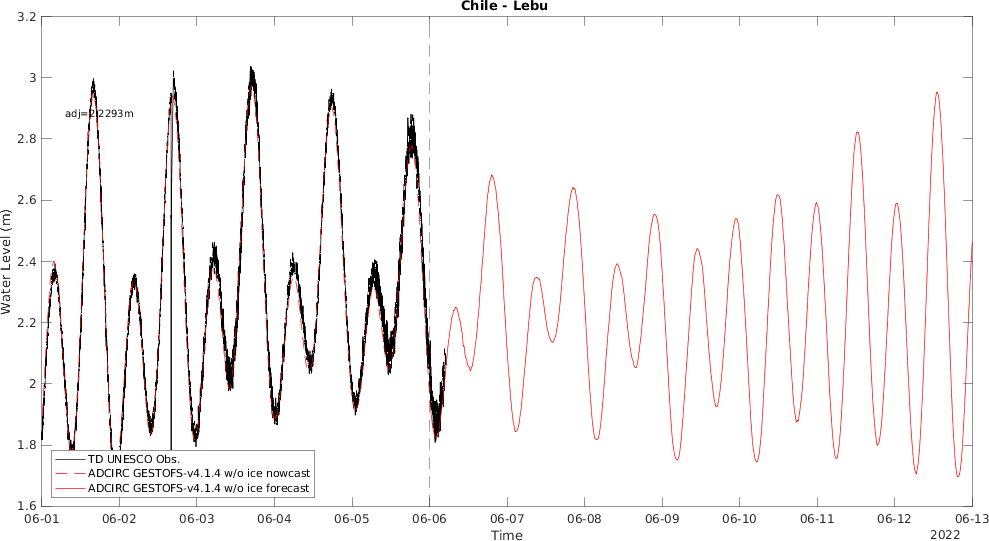 Chile - Lebu
3.2
3
2.8
2.6
2.4
2.2
2
1.8
1.6
Water Level (m)
adj=2.2293m
TD UNESCO Obs.
ADCIRC GESTOFS-v4.1.4 w/o ice nowcast
ADCIRC GESTOFS-v4.1.4 w/o ice forecast
06-01 06-02 06-03 06-04 06-05 06-06 06-07 06-08 06-09 06-10 06-11 06-12 06-13
Time
2022